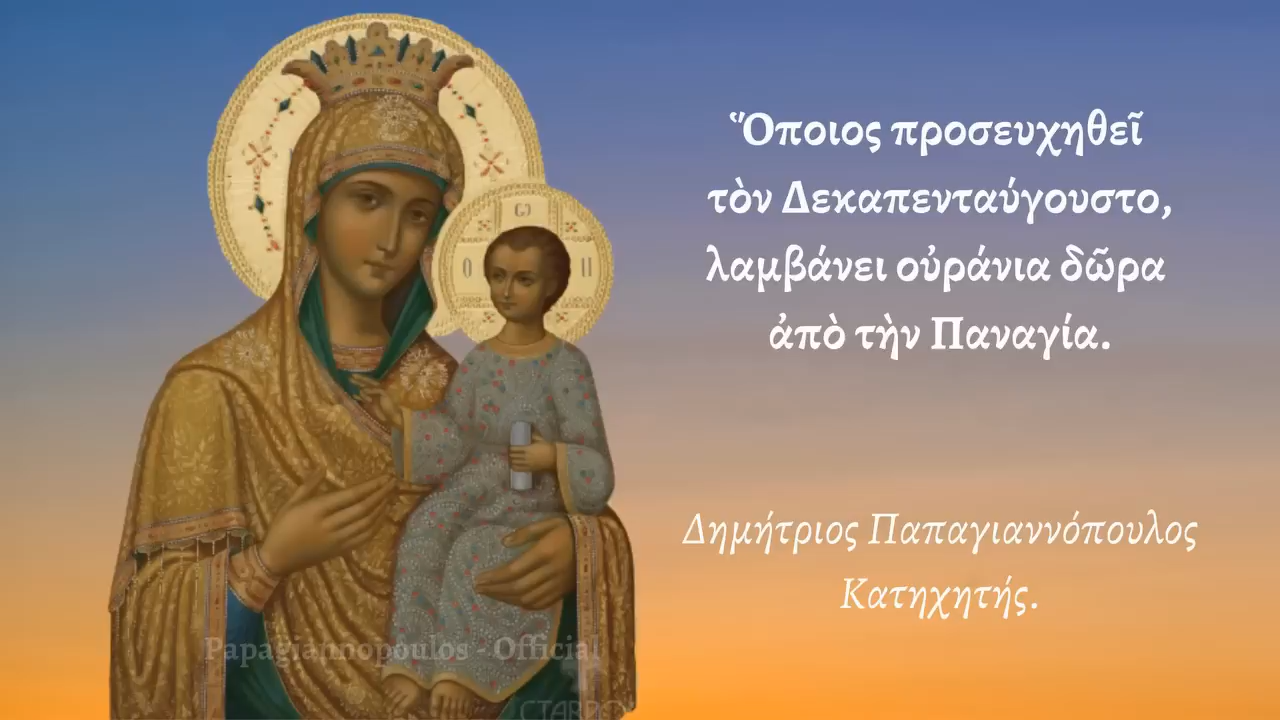 Ὅποιος προσευχηθεῖ
τὸν Δεκαπενταύγουστο,
λαμβάνει οὐράνια δῶρα
ἀπὸ τὴν Παναγία.
Δημήτριος Παπαγιαννόπουλος
Κατηχητής.
Ο Ѡ Π
Papagiannopoulos - Official